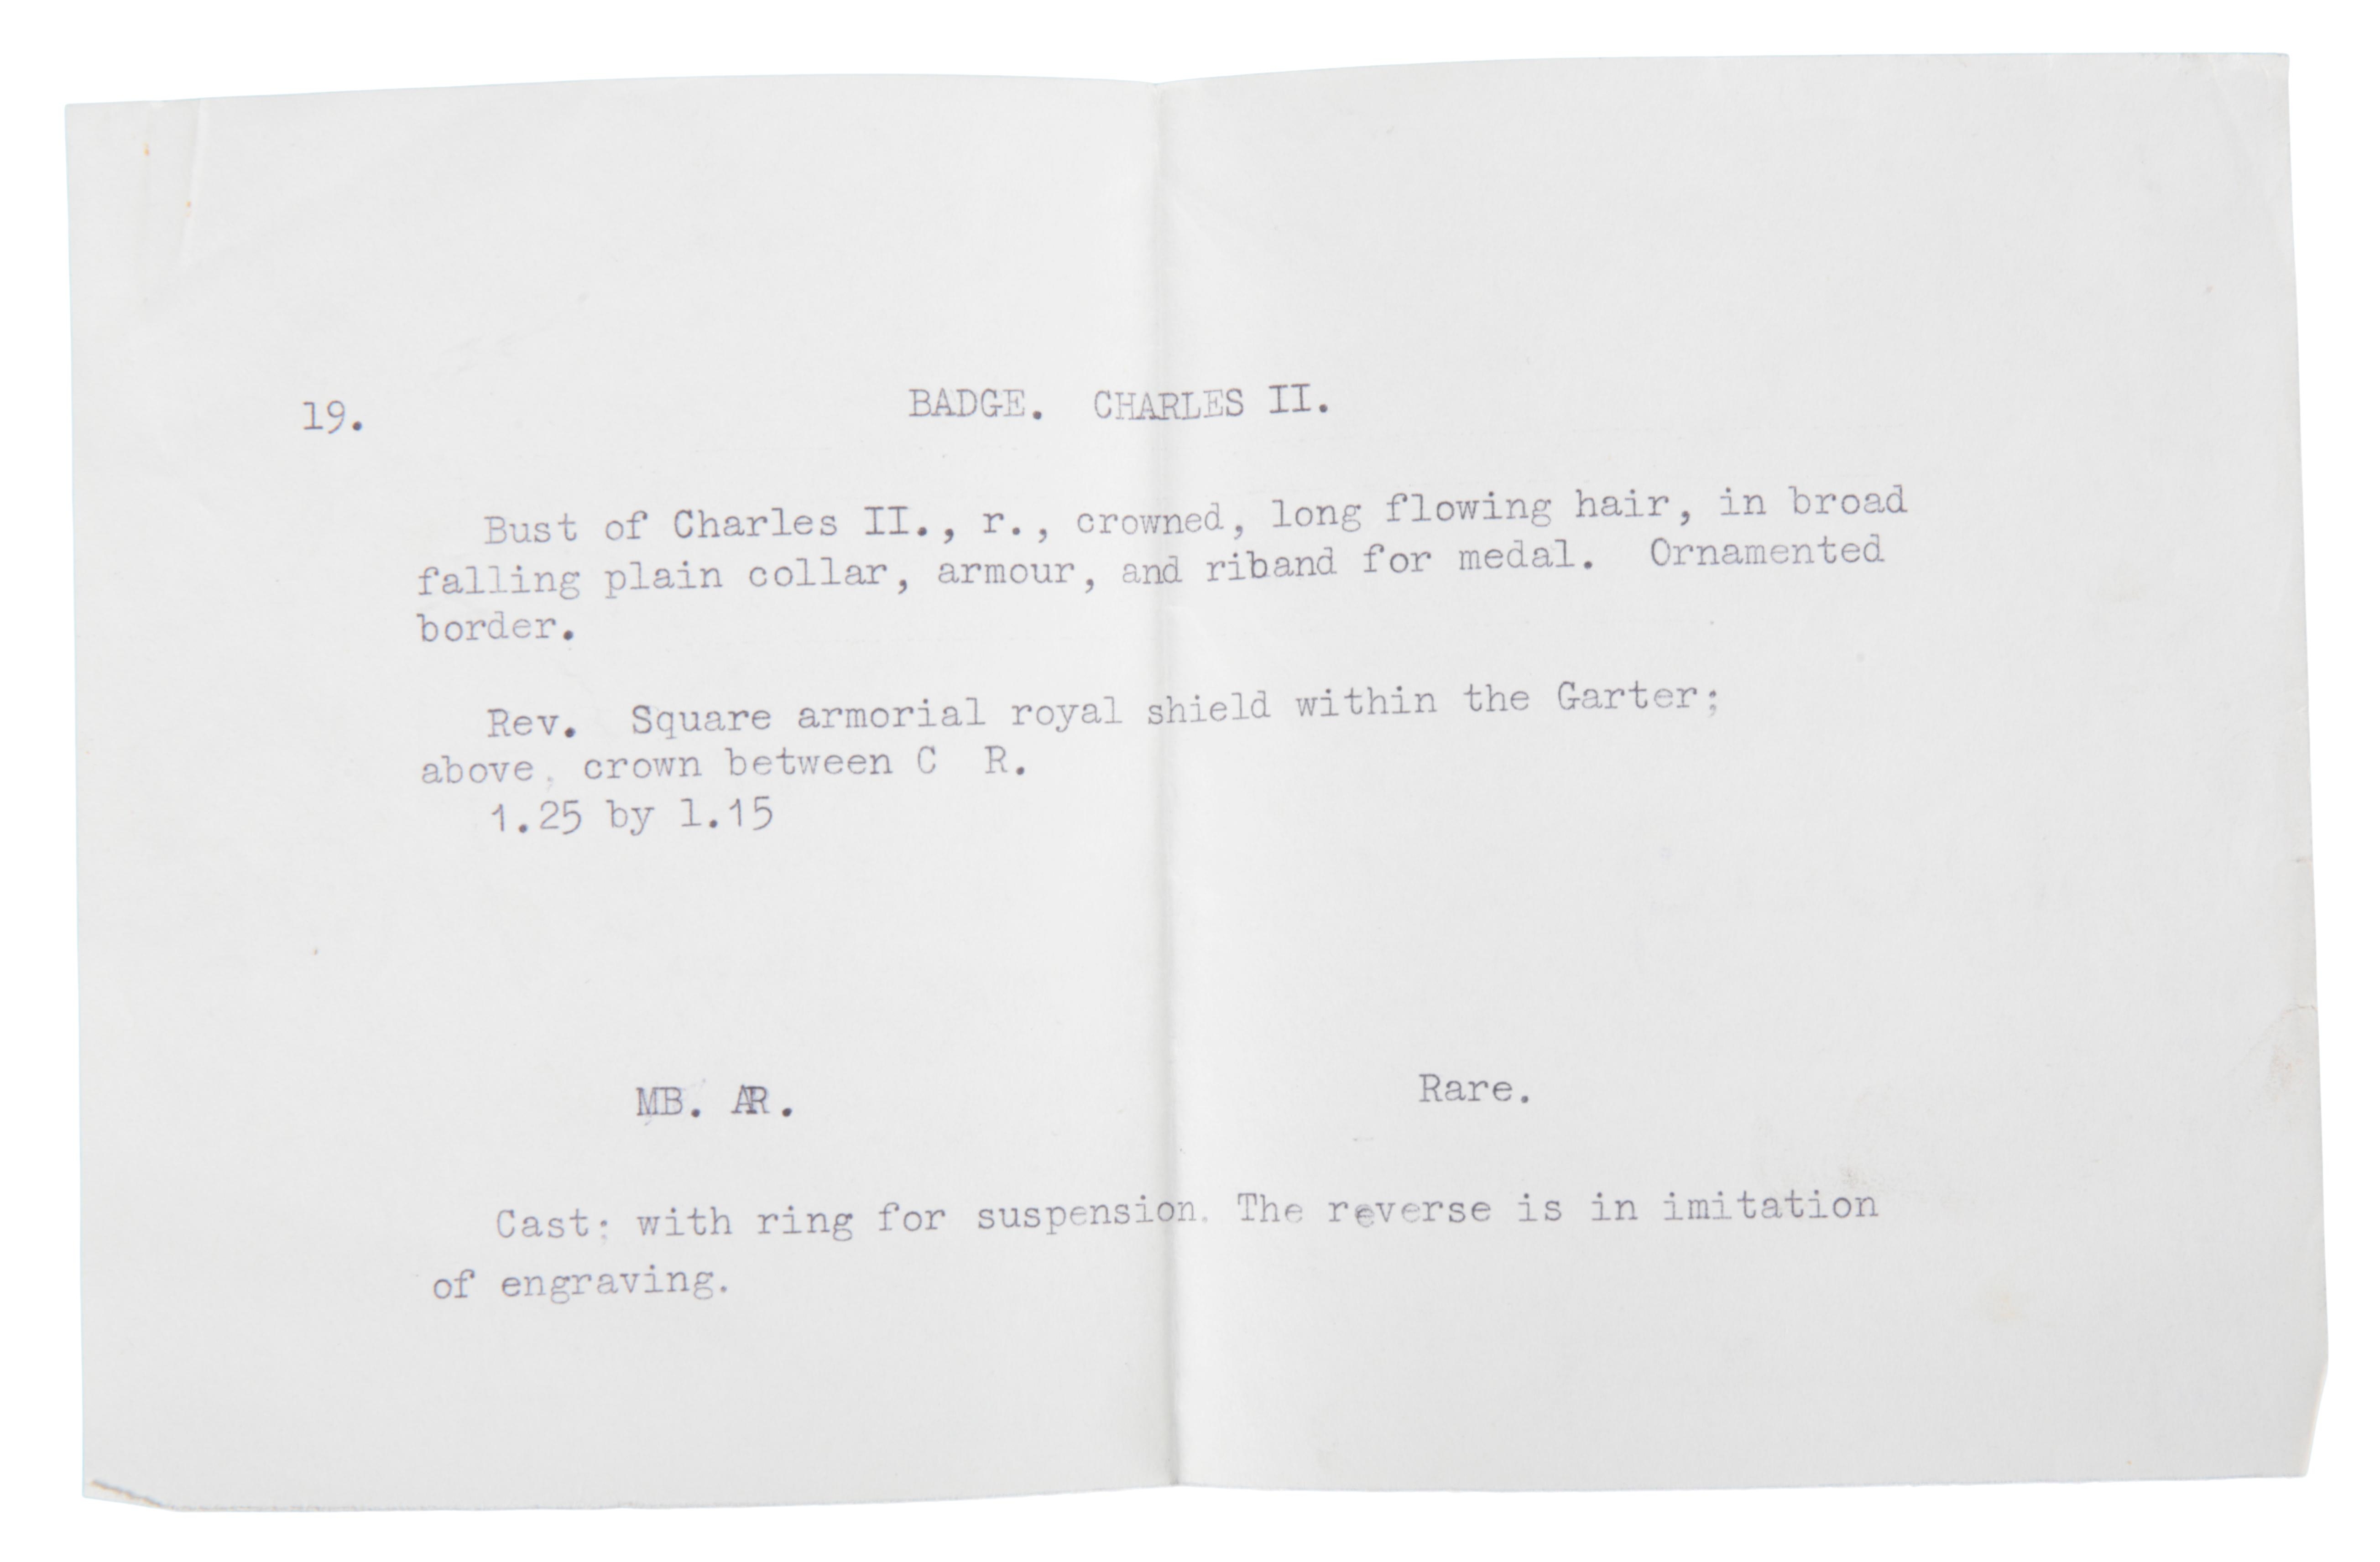 19. BADGE. CHARLES II.
Bust of Charles II., r., crowned, long flowing hair, in broad
falling plain collar, armour, and riband for medal. Ornamented
border.
Rev. Square armorial royal shield within the Garter;
above, crown between C R.
1.25 by 1.15
MB. AR. Rare.
Cast: with ring for suspension. The reverse is in imitation
of engraving.